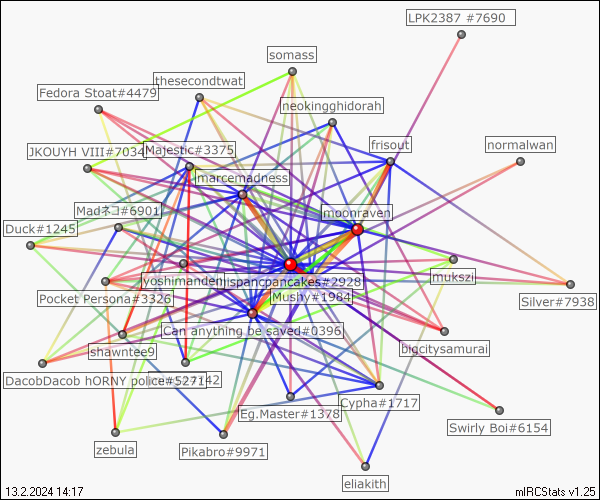 LPK2387 #7690
somass
thesecondtwat
Fedora Stoat#4479
neokingghidorah
frisout
normalwan
JKOUYH VIII#7034
Majestic#3375
marcemadness
Madネコ#6901
moonraven
Duck#1245
yoshimanden
ispancpancakes#2928
mukszi
Pocket Persona#3326
Mushy#1984
Silver#7938
Can anything be saved#0396
shawntee9
bigcitysamurai
DacobDacob hORNY police#5271
142
Cypha#1717
Eg.Master#1378
Swirly Boi#6154
zebula
Pikabro#9971
eliakith
13.2.2024 14:17
mIRCStats v1.25